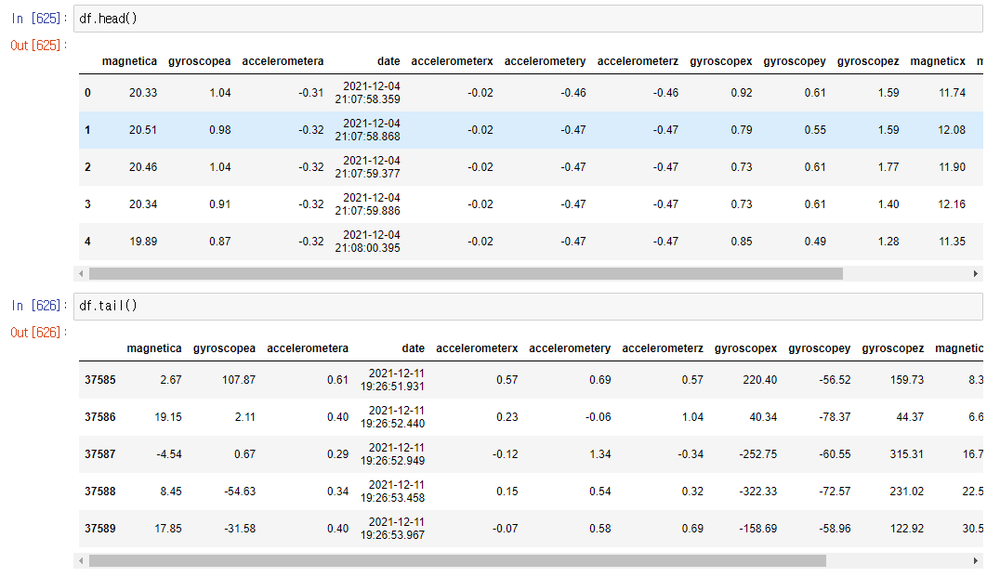 In [625]: df.head()
Out[625]:
magnetica gyroscopea accelerometera date accelerometerx accelerometery accelerometerz gyroscopex gyroscopey gyroscopez magneticx
0 20.33 1.04 -0.31 2021-12-04 21:07:58.359 -0.02 -0.46 -0.46 0.92 0.61 1.59 11.74
1 20.51 0.98 -0.32 2021-12-04 21:07:58.868 -0.02 -0.47 -0.47 0.79 0.55 1.59 12.08
2 20.46 1.04 -0.32 2021-12-04 21:07:59.377 -0.02 -0.47 -0.47 0.73 0.61 1.77 11.90
3 20.34 0.91 -0.32 2021-12-04 21:07:59.886 -0.02 -0.47 -0.47 0.73 0.61 1.40 12.16
4 19.89 0.87 -0.32 2021-12-04 21:08:00.395 -0.02 -0.47 -0.47 0.85 0.49 1.28 11.35
In [626]: df.tail()
Out[626]:
magnetica gyroscopea accelerometera date accelerometerx accelerometery accelerometerz gyroscopex gyroscopey gyroscopez magnetic
37585 2.67 107.87 0.61 2021-12-11 19:26:51.931 0.57 0.69 0.57 220.40 -56.52 159.73 8.3
37586 19.15 2.11 0.40 2021-12-11 19:26:52.440 0.23 -0.06 1.04 40.34 -78.37 44.37 6.6
37587 -4.54 0.67 0.29 2021-12-11 19:26:52.949 -0.12 1.34 -0.34 -252.75 -60.55 315.31 16.7
37588 8.45 -54.63 0.34 2021-12-11 19:26:53.458 0.15 0.54 0.32 -322.33 -72.57 231.02 22.5
37589 17.85 -31.58 0.40 2021-12-11 19:26:53.967 -0.07 0.58 0.69 -158.69 -58.96 122.92 30.5